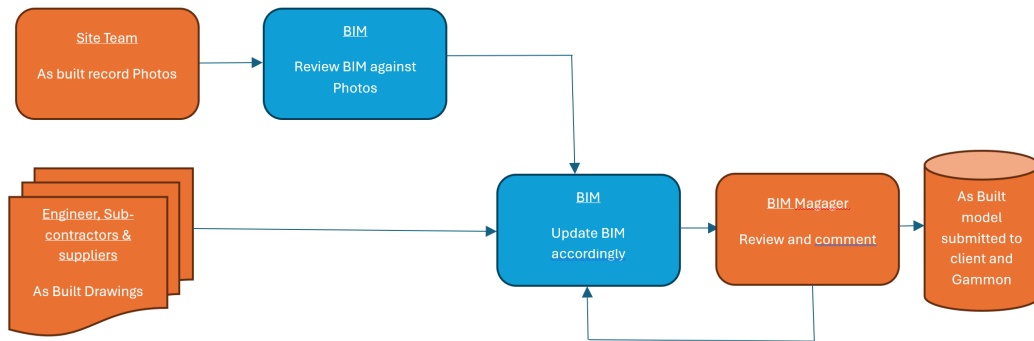 Site Team
As built record Photos
BIM
Review BIM against
Photos
Engineer, Sub-
contractors &
suppliers
As Built Drawings
BIM
Update BIM
accordingly
BIM Magager
Review and comment
As Built
model
submitted to
client and
Gammon